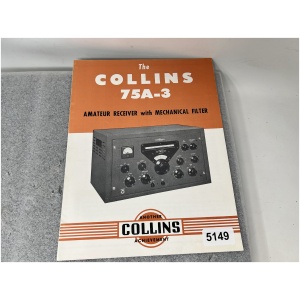 The
COLLINS
75A-3
AMATEUR RECEIVER with MECHANICAL FILTER
ANOTHER
COLLINS
ACHIEVEMENT
5149